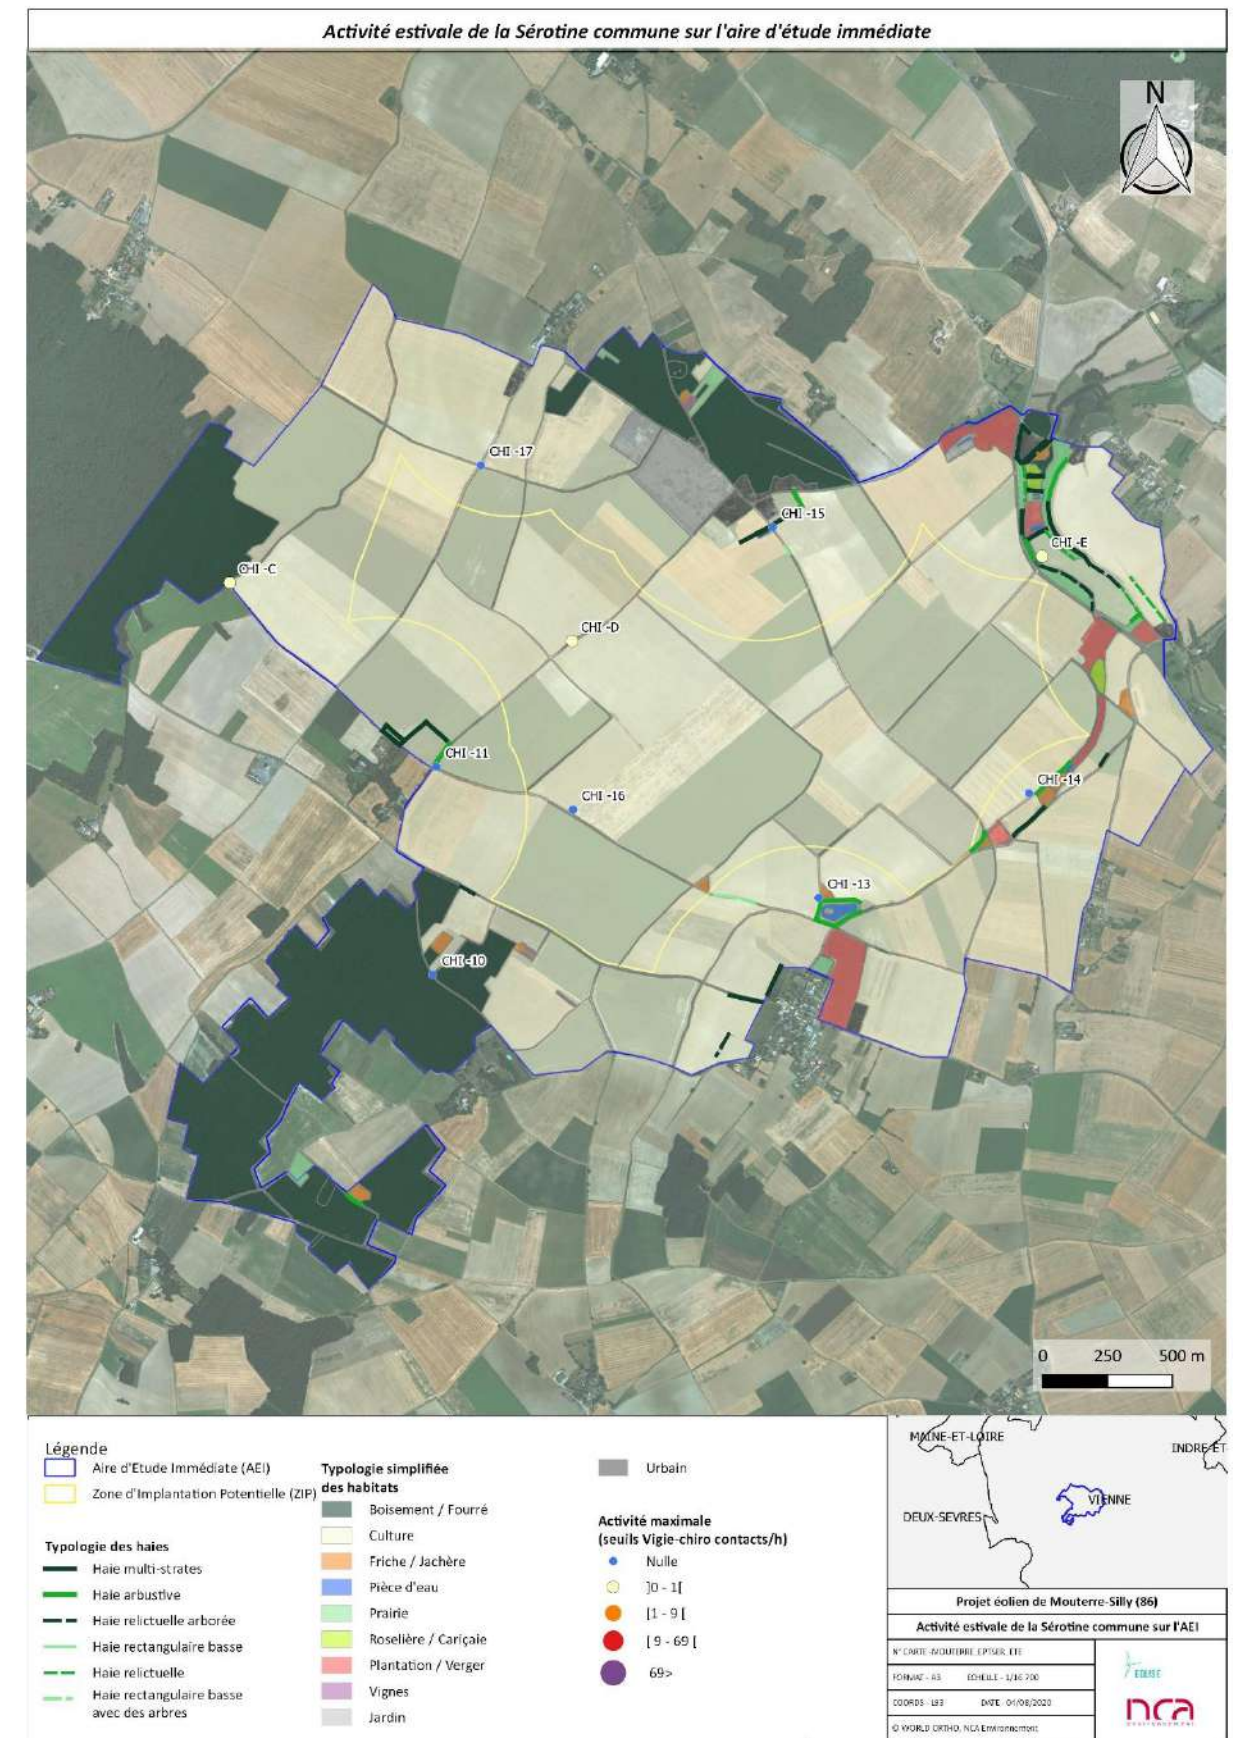 Activité estivale de la Sérotine commune sur l'aire d'étude immédiate
N
CHI -17
CHI -15
CHI -E
CHI -C
CHI -D
CHI -11
CHI -14
CHI -16
CHI -13
CHI -10
0 250 500 m
Légende
Aire d'Etude Immédiate (AEI)
Zone d'Implantation Potentielle (ZIP)
Typologie des haies
Haie multi-strates
Haie arbustive
Haie relictuelle arborée
Haie rectangulaire basse
Haie relictuelle
Haie rectangulaire basse
avec des arbres
Typologie simplifiée
des habitats
Boisement / Fourré
Culture
Friche / Jachère
Pièce d'eau
Prairie
Roselière / Cariçaie
Plantation / Verger
Vignes
Jardin
Urbain
Activité maximale
(seuils Vigie-chiro contacts/h)
Nulle
]0 - 1[
[1 - 9 [
[ 9 - 69 [
69>
MAINE-ET-LOIRE
INDRE-ET
VIENNE
DEUX-SEVRES
Projet éolien de Mouterre-Silly (86)
Activité estivale de la Sérotine commune sur l'AEI
N° CARTE -MOUTERRE_EPTSER_ETE
FORMAT - A3 ECHELLE - 1/16 700
COORDS - L93 DATE - 04/08/2020
© WORLD ORTHO, NCA Environnement
EOLISE
nca
environnement